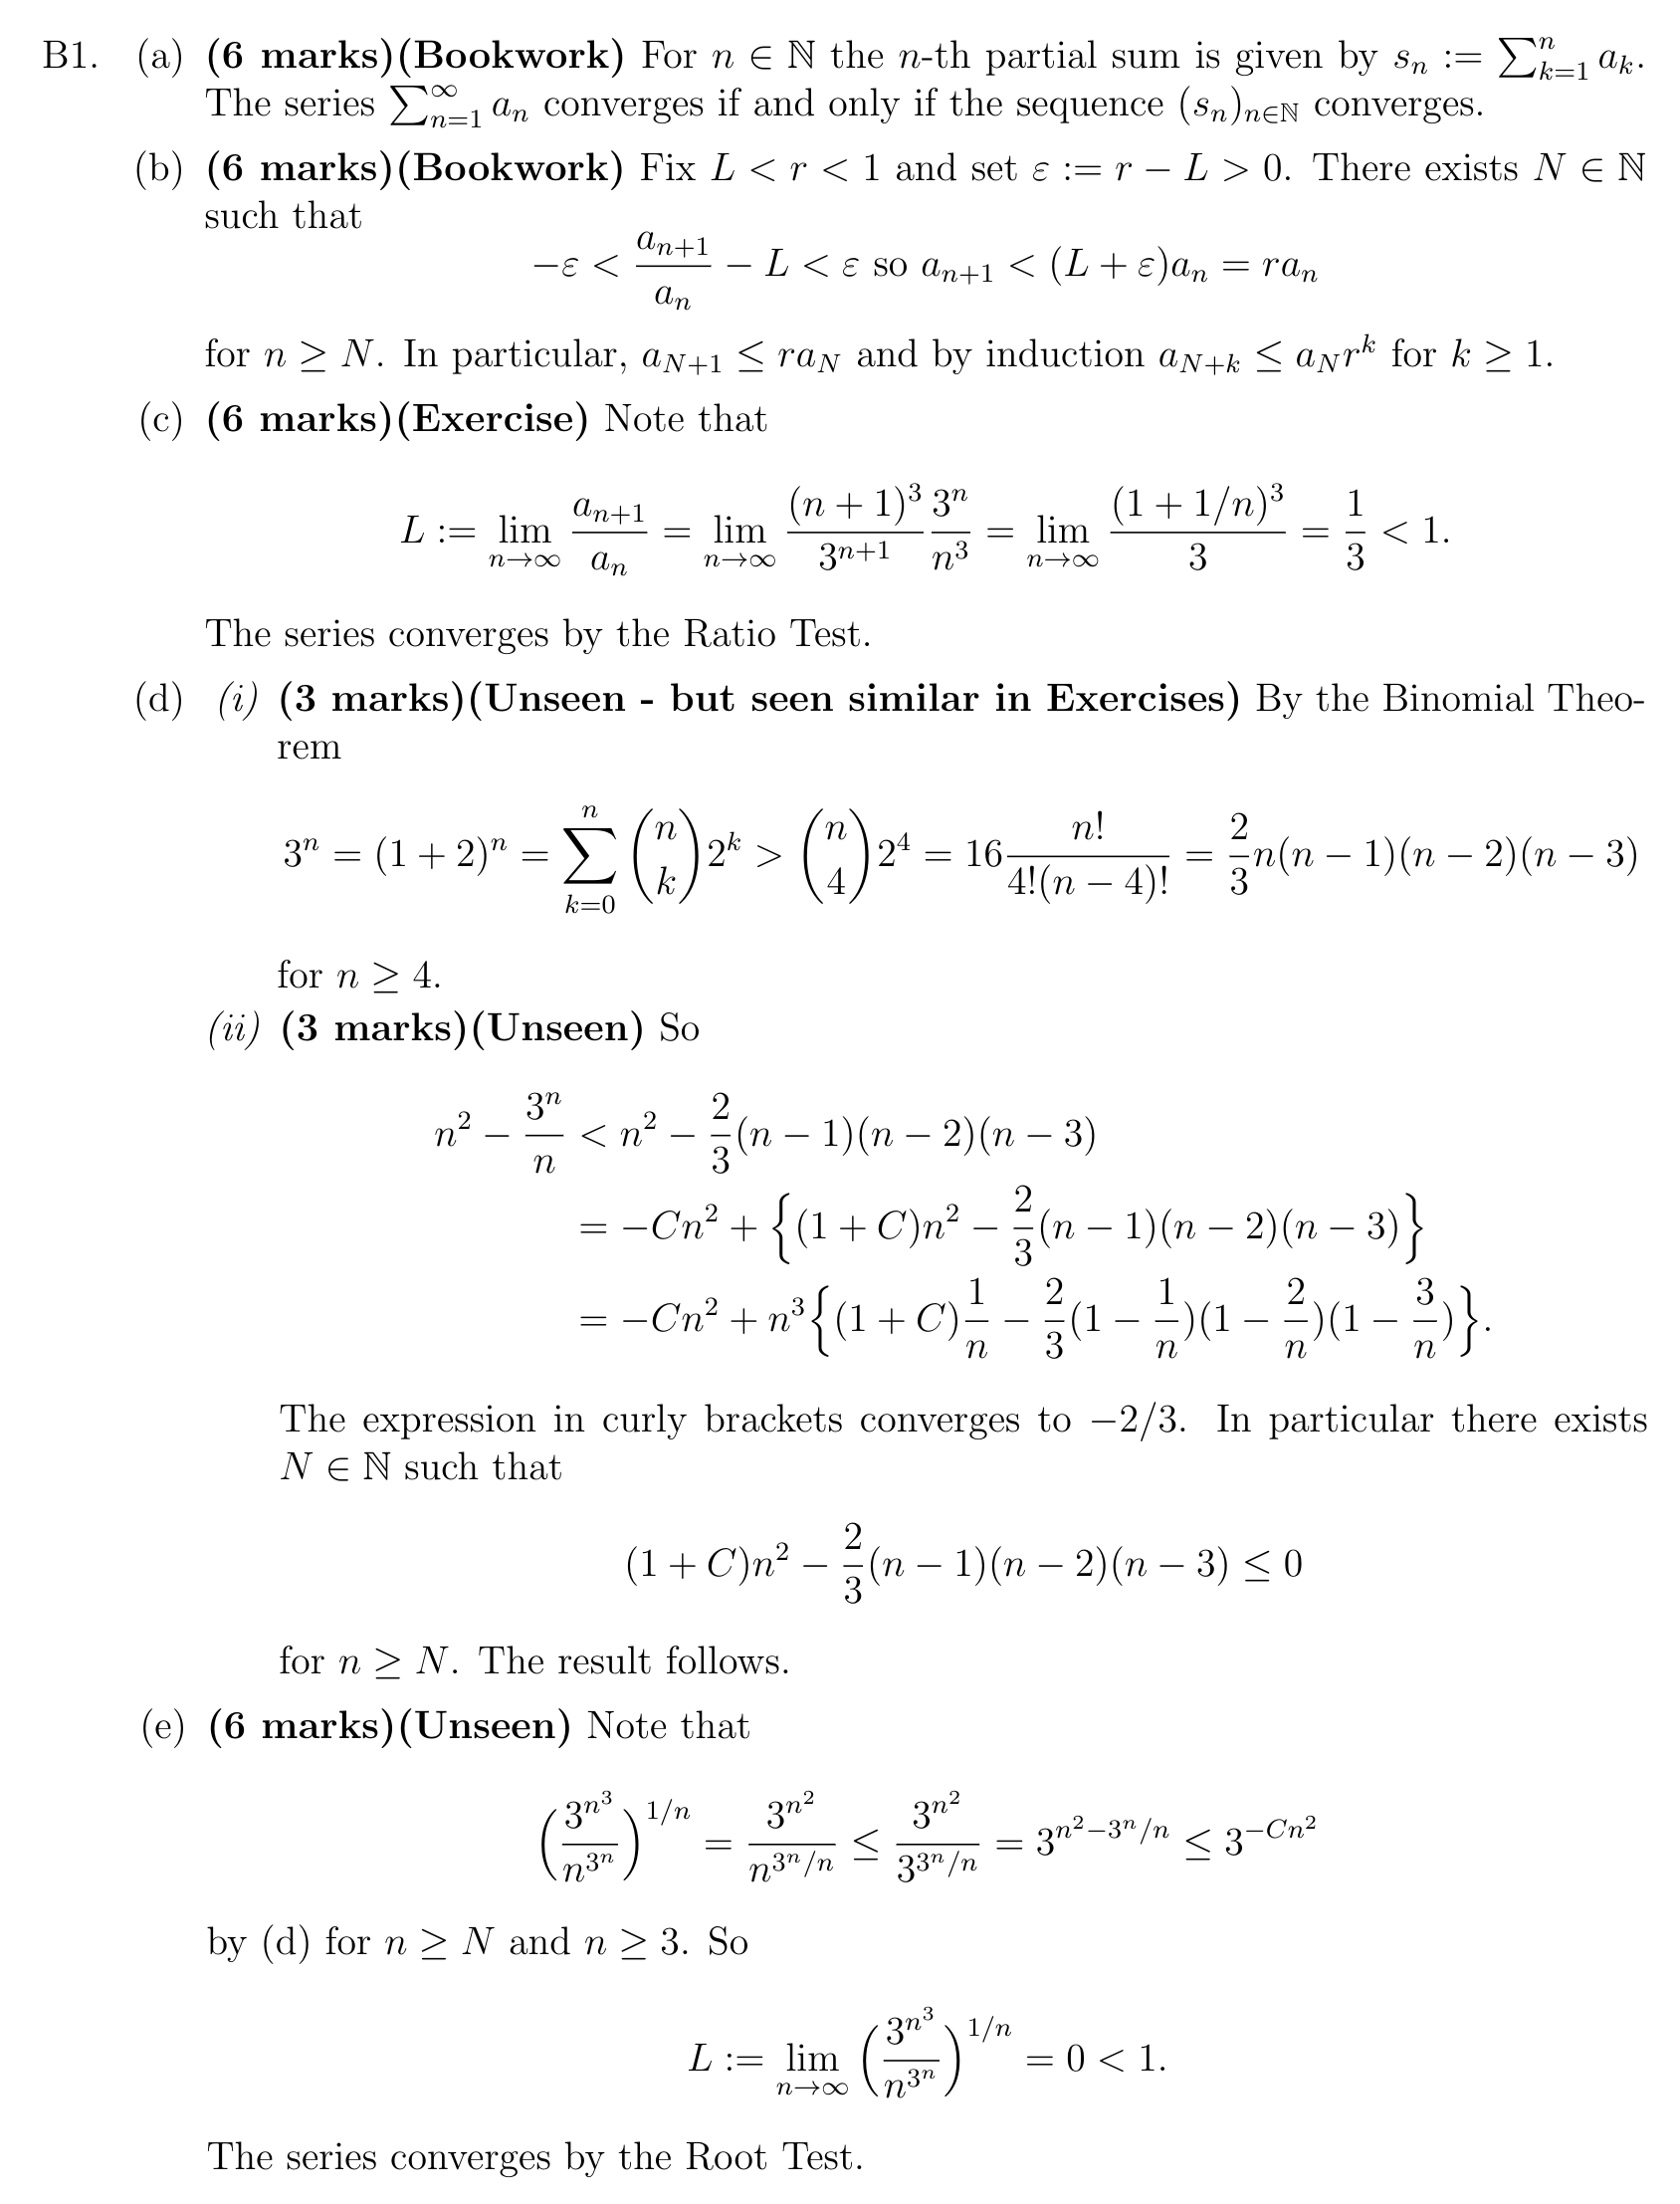 B1. (a) (6 marks)(Bookwork) For $n \in \mathbb{N}$ the $n$-th partial sum is given by $s_n := \sum_{k=1}^{n} a_k$.
The series $\sum_{n=1}^{\infty} a_n$ converges if and only if the sequence $(s_n)_{n\in\mathbb{N}}$ converges.
(b) (6 marks)(Bookwork) Fix $L < r < 1$ and set $\varepsilon := r - L > 0$. There exists $N \in \mathbb{N}$
such that
$-\varepsilon < \frac{a_{n+1}}{a_n} - L < \varepsilon$ so $a_{n+1} < (L + \varepsilon)a_n = ra_n$
for $n \geq N$. In particular, $a_{N+1} \leq ra_N$ and by induction $a_{N+k} \leq a_N r^k$ for $k \geq 1$.
(c) (6 marks)(Exercise) Note that
$L := \lim_{n\to\infty} \frac{a_{n+1}}{a_n} = \lim_{n\to\infty} \frac{(n+1)^3}{3^{n+1}} \frac{3^n}{n^3} = \lim_{n\to\infty} \frac{(1+1/n)^3}{3} = \frac{1}{3} < 1.$
The series converges by the Ratio Test.
(d) (i) (3 marks)(Unseen - but seen similar in Exercises) By the Binomial Theo-
rem
$3^n = (1+2)^n = \sum_{k=0}^{n} \binom{n}{k} 2^k > \binom{n}{4} 2^4 = 16 \frac{n!}{4!(n-4)!} = \frac{2}{3} n(n-1)(n-2)(n-3)$
for $n \geq 4$.
(ii) (3 marks)(Unseen) So
$n^2 - \frac{3^n}{n} < n^2 - \frac{2}{3}(n-1)(n-2)(n-3)$
$= -Cn^2 + \left\{(1+C)n^2 - \frac{2}{3}(n-1)(n-2)(n-3)\right\}$
$= -Cn^2 + n^3\left\{(1+C)\frac{1}{n} - \frac{2}{3}(1-\frac{1}{n})(1-\frac{2}{n})(1-\frac{3}{n})\right\}.$
The expression in curly brackets converges to $-2/3$. In particular there exists
$N \in \mathbb{N}$ such that
$(1+C)n^2 - \frac{2}{3}(n-1)(n-2)(n-3) \leq 0$
for $n \geq N$. The result follows.
(e) (6 marks)(Unseen) Note that
$\left(\frac{3^{n^3}}{n^{3^n}}\right)^{1/n} = \frac{3^{n^2}}{n^{3^n/n}} \leq \frac{3^{n^2}}{3^{3^n/n}} = 3^{n^2-3^n/n} \leq 3^{-Cn^2}$
by (d) for $n \geq N$ and $n \geq 3$. So
$L := \lim_{n\to\infty} \left(\frac{3^{n^3}}{n^{3^n}}\right)^{1/n} = 0 < 1.$
The series converges by the Root Test.